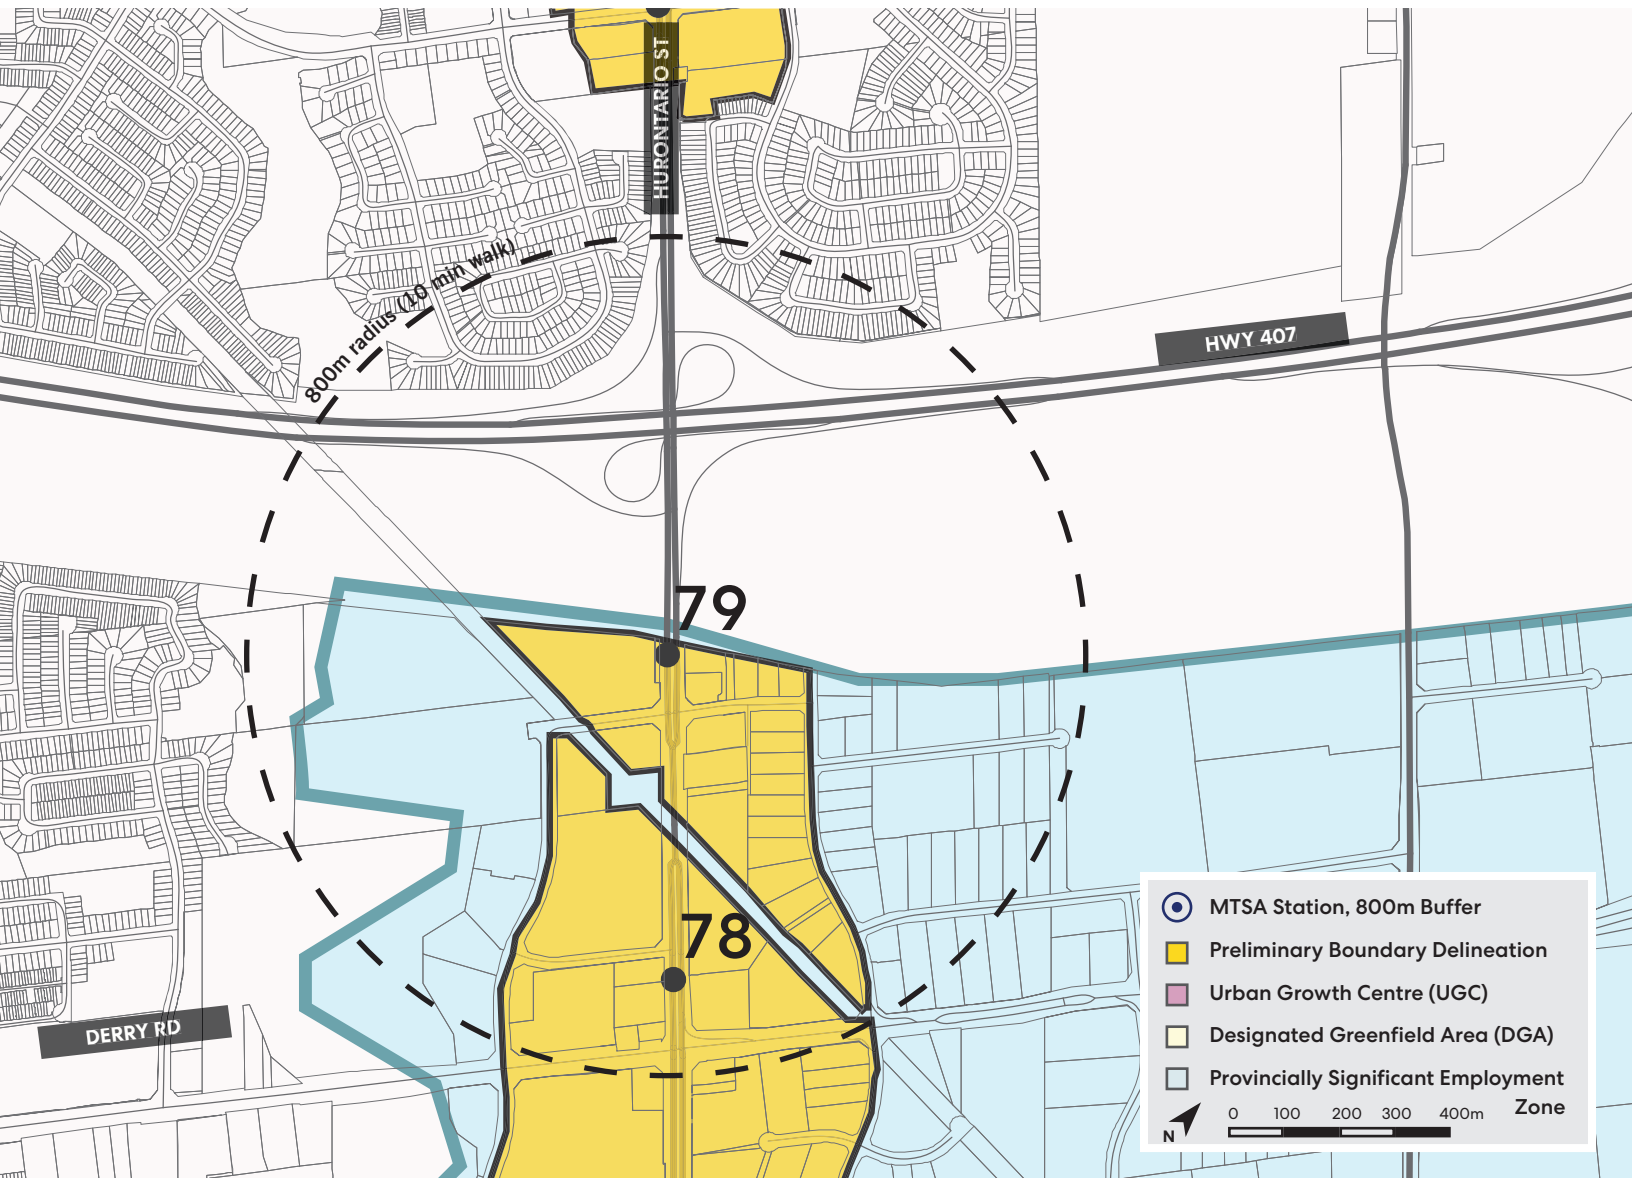 HURONTARIO ST
800m radius (10 min walk)
HWY 407
79
78
DERRY RD
MTSA Station, 800m Buffer
Preliminary Boundary Delineation
Urban Growth Centre (UGC)
Designated Greenfield Area (DGA)
Provincially Significant Employment
Zone
N
0 100 200 300 400m